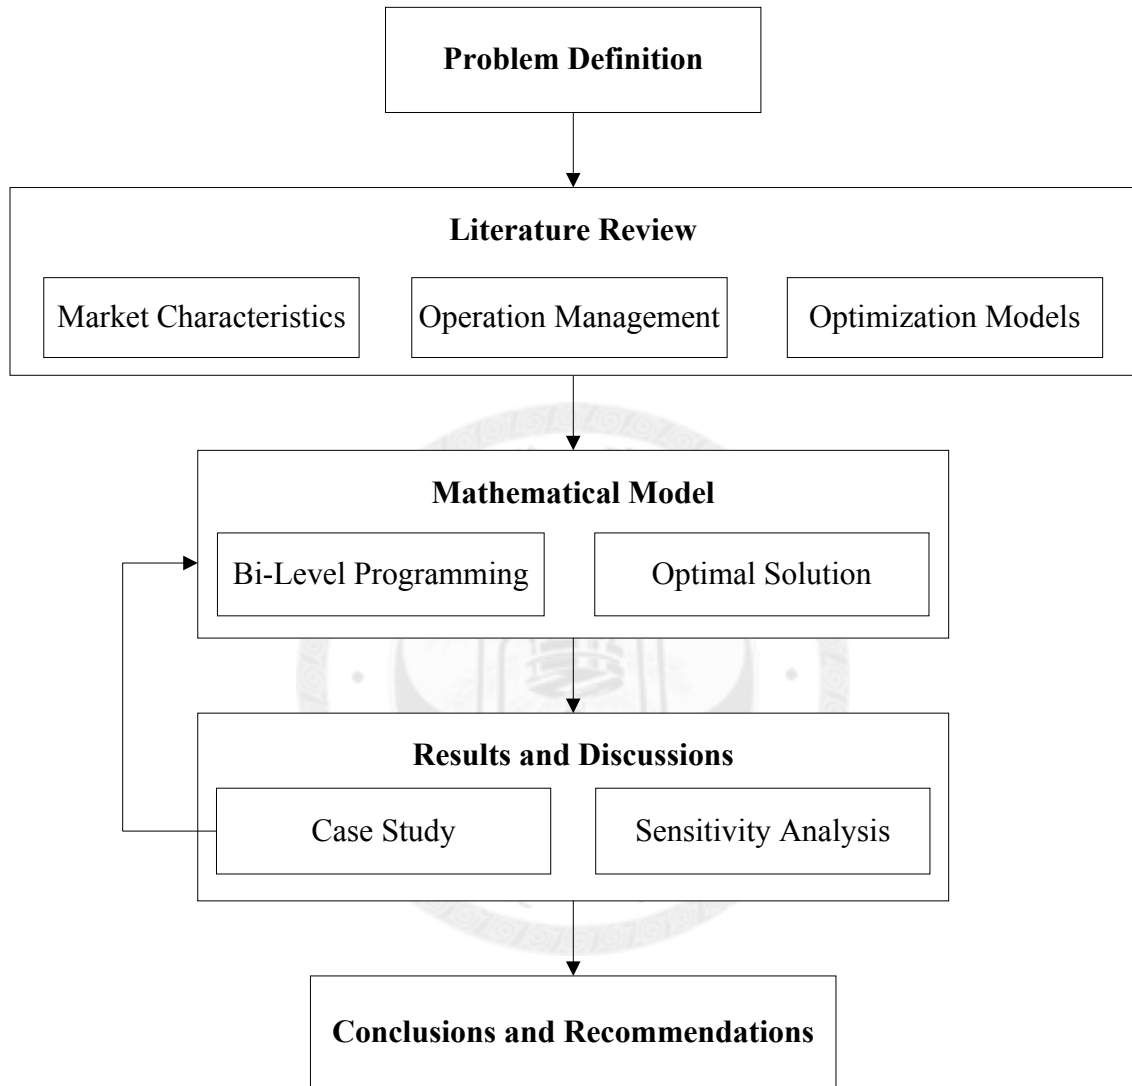 Problem Definition
Literature Review
Market Characteristics
Operation Management
Optimization Models
Mathematical Model
Bi-Level Programming
Optimal Solution
Results and Discussions
Case Study
Sensitivity Analysis
Conclusions and Recommendations